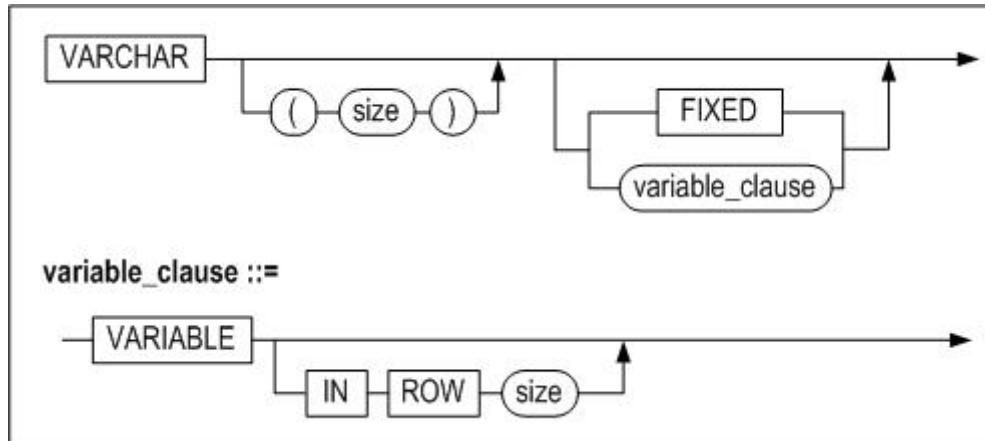 VARCHAR
( size )
FIXED
variable_clause
variable_clause ::=
VARIABLE
IN ROW size